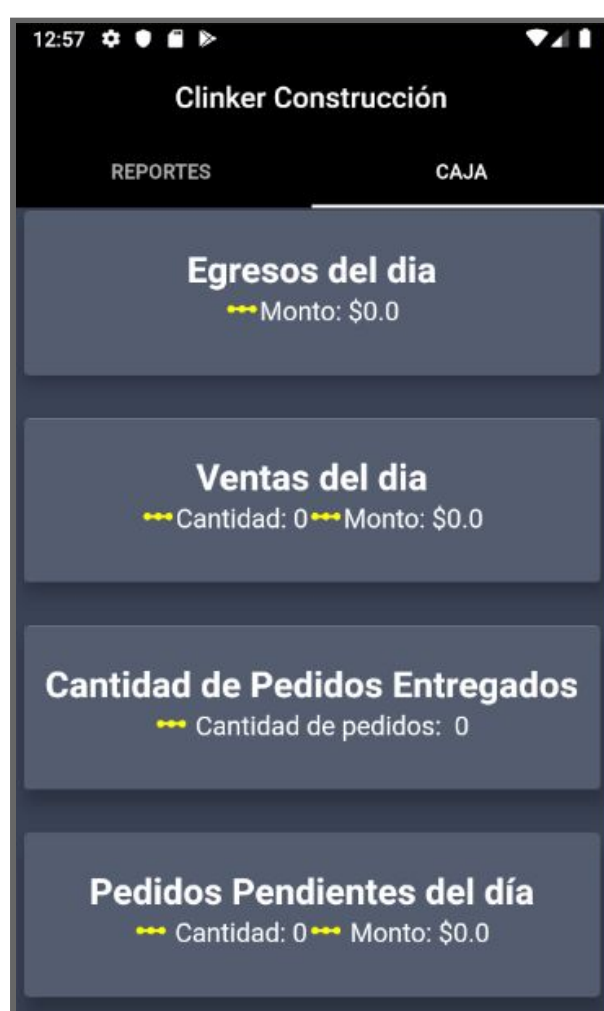 12:57
Clinker Construcción
REPORTES CAJA
Egresos del dia
Monto: $0.0
Ventas del dia
Cantidad: 0 Monto: $0.0
Cantidad de Pedidos Entregados
Cantidad de pedidos: 0
Pedidos Pendientes del día
Cantidad: 0 Monto: $0.0